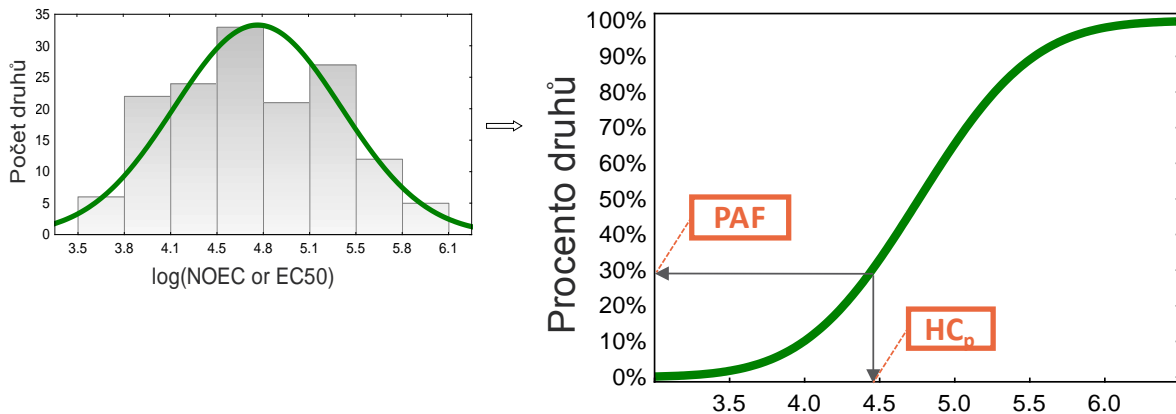 35
30
25
20
15
10
5
0
Počet druhů
3.5 3.8 4.1 4.5 4.8 5.1 5.5 5.8 6.1
log(NOEC or EC50)
100%
90%
80%
70%
60%
50%
40%
30%
20%
10%
0%
Procento druhů
PAF
HCp
3.5 4.0 4.5 5.0 5.5 6.0